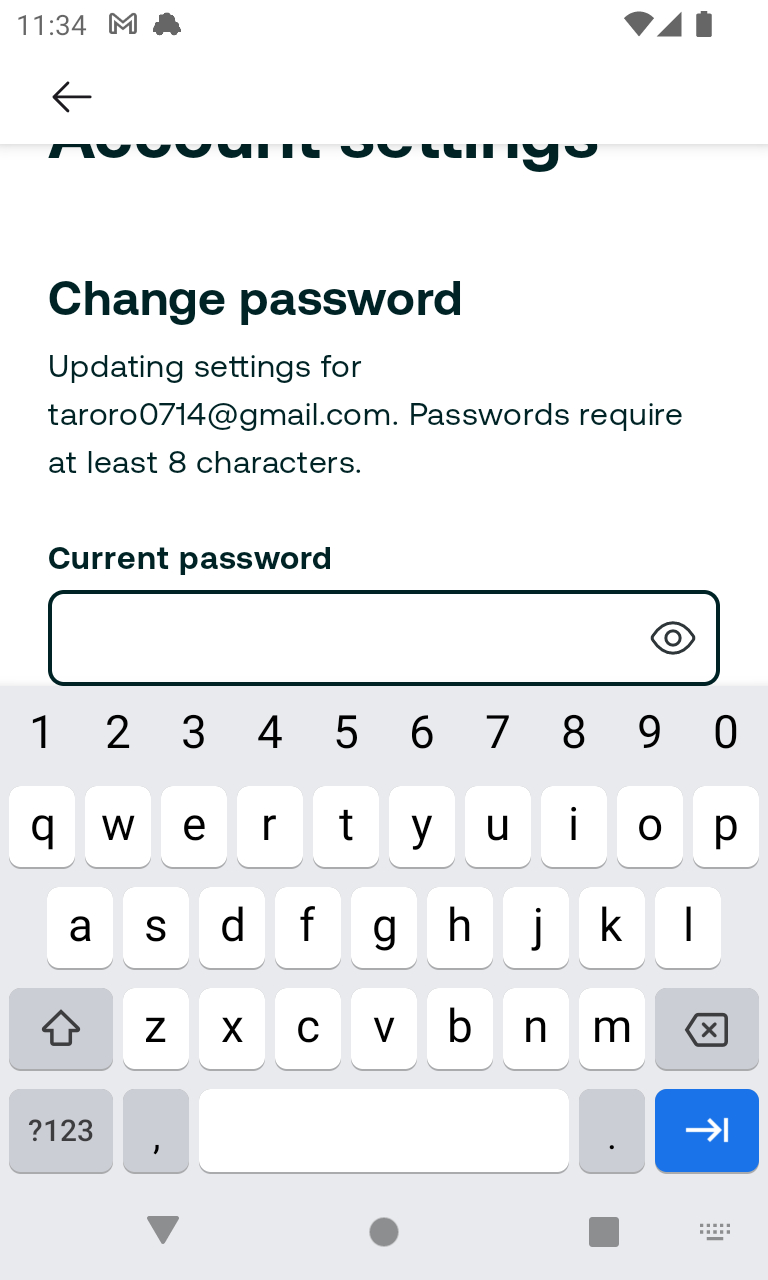 11:34
Account settings
Change password
Updating settings for
taroro0714@gmail.com. Passwords require
at least 8 characters.
Current password
1 2 3 4 5 6 7 8 9 0
q w e r t y u i o p
a s d f g h j k l
z x c v b n m
?123 , .